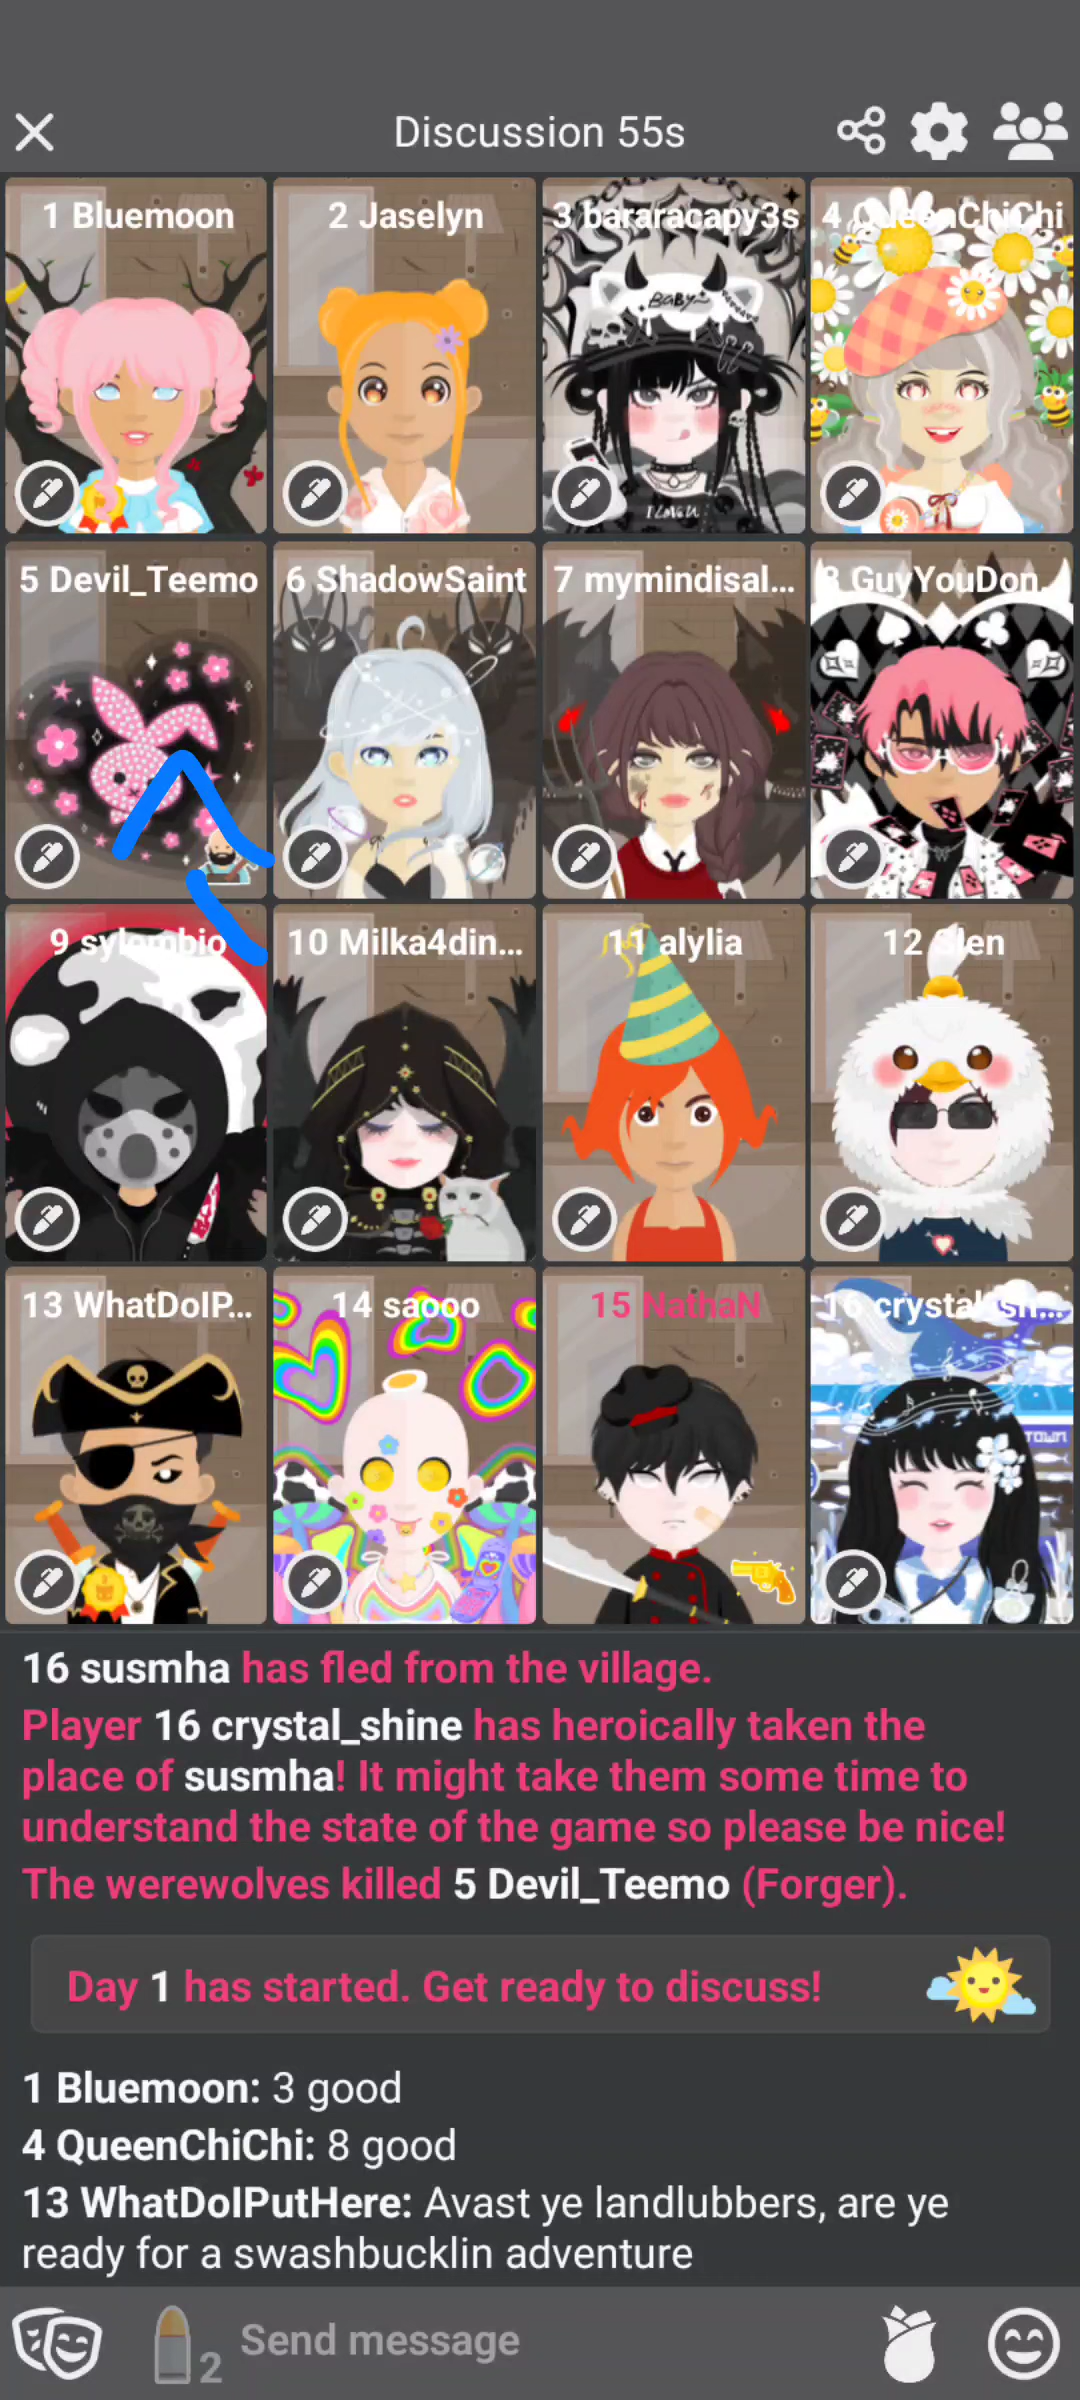 Discussion 55s
1 Bluemoon
2 Jaselyn
3 bararacapy3s
4 QueenChiChi
BABY
I LOVE U
5 Devil_Teemo
6 ShadowSaint
7 mymindisal...
8 GuyYouDon...
9 sylombio
10 Milka4din...
11 alylia
12 Slen
13 WhatDoIP...
14 saooo
15 NathaN
16 crystal_sh...
TOWN
16 susmha has fled from the village.
Player 16 crystal_shine has heroically taken the
place of susmha! It might take them some time to
understand the state of the game so please be nice!
The werewolves killed 5 Devil_Teemo (Forger).
Day 1 has started. Get ready to discuss!
1 Bluemoon: 3 good
4 QueenChiChi: 8 good
13 WhatDoIPutHere: Avast ye landlubbers, are ye
ready for a swashbucklin adventure
2
Send message